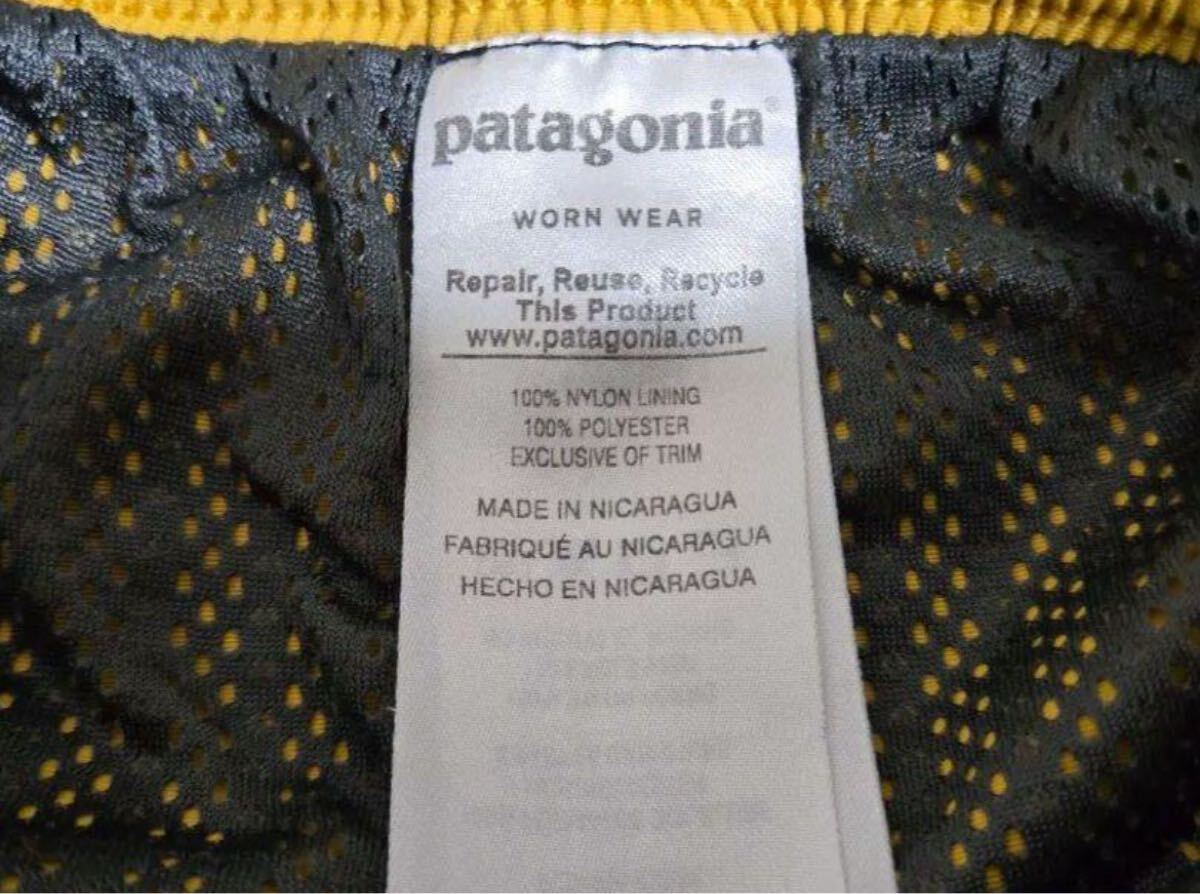 patagonia®
WORN WEAR
Repair, Reuse, Recycle
This Product
www.patagonia.com
100% NYLON LINING
100% POLYESTER
EXCLUSIVE OF TRIM
MADE IN NICARAGUA
FABRIQUÉ AU NICARAGUA
HECHO EN NICARAGUA